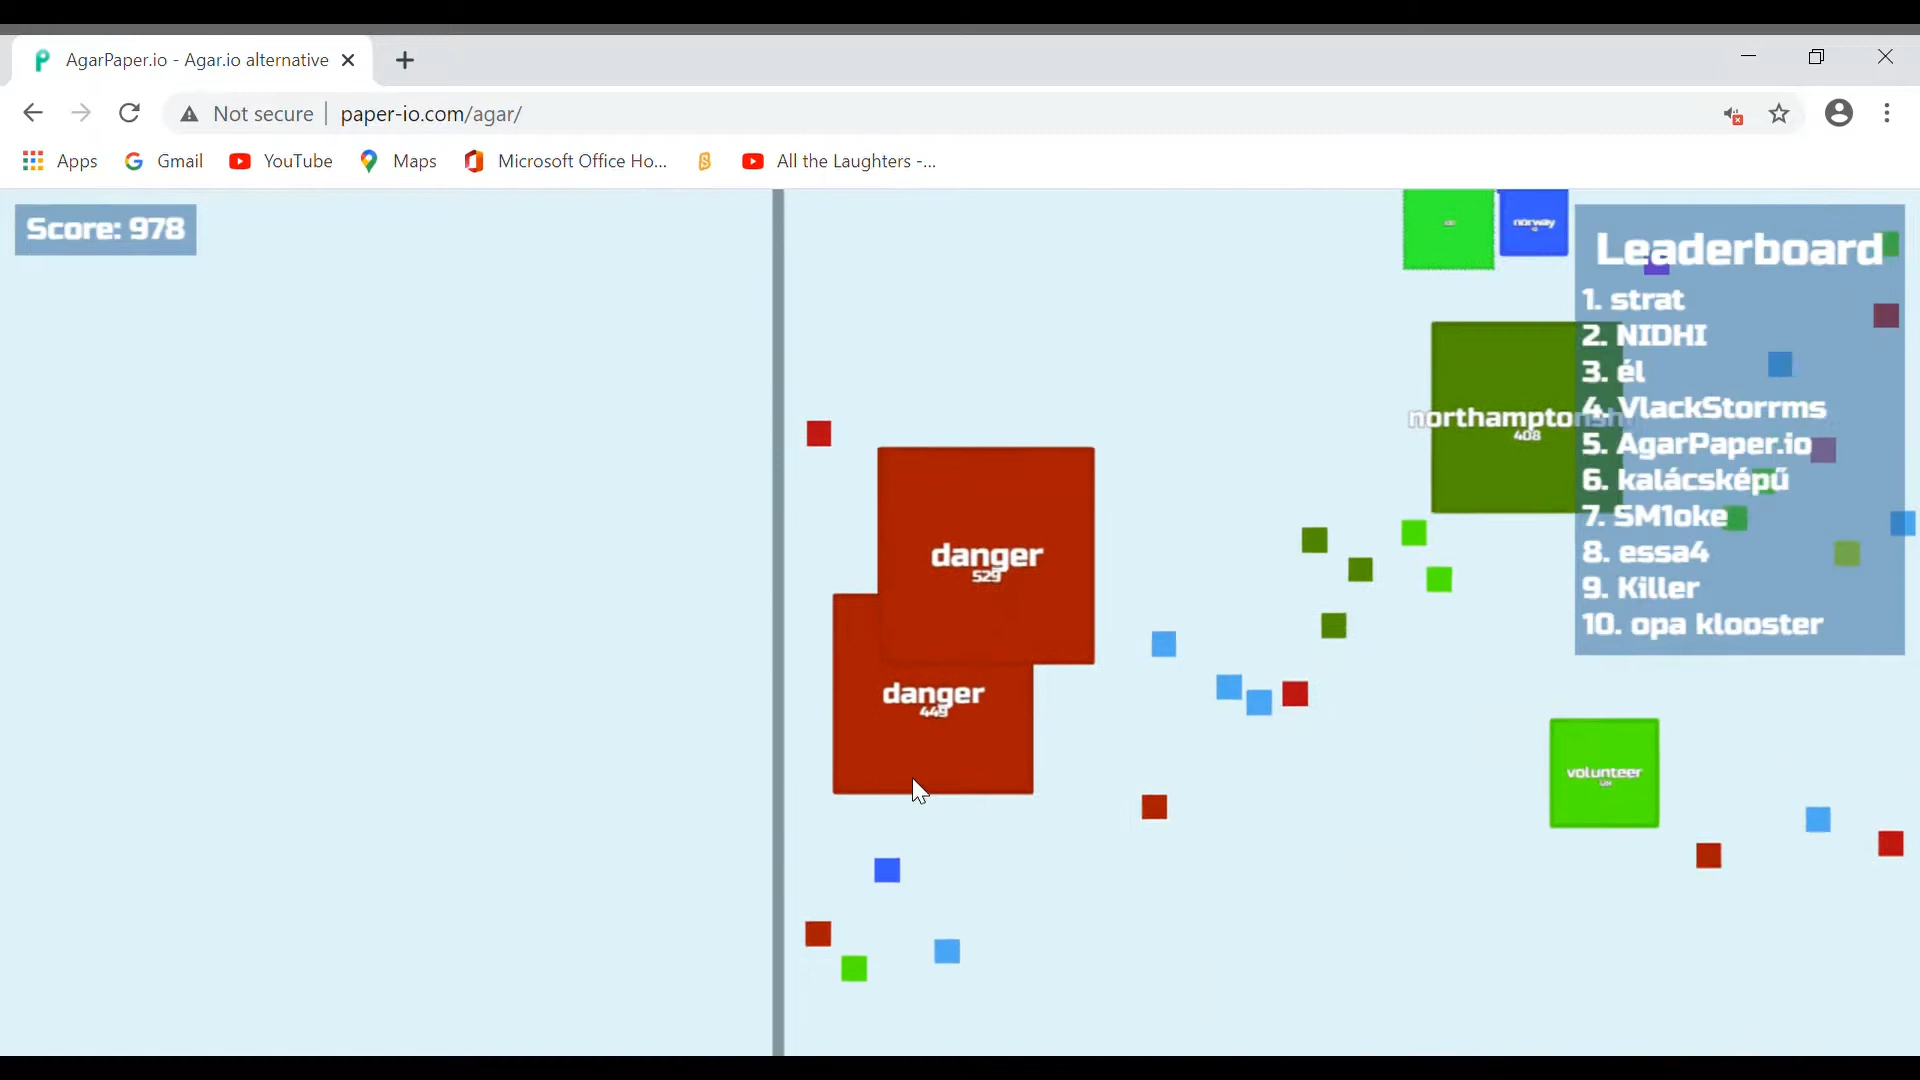 AgarPaper.io - Agar.io alternative
Not secure
paper-io.com/agar/
Apps
Gmail
YouTube
Maps
Microsoft Office Ho...
All the Laughters -...
Score: 978
norway
Leaderboard
1. strat
2. NIDHI
3. él
4. VlackStorrms
5. AgarPaper.io
6. kalácsképű
7. SM1oke
8. essa4
9. Killer
10. opa klooster
408
danger
529
danger
449
volunteer